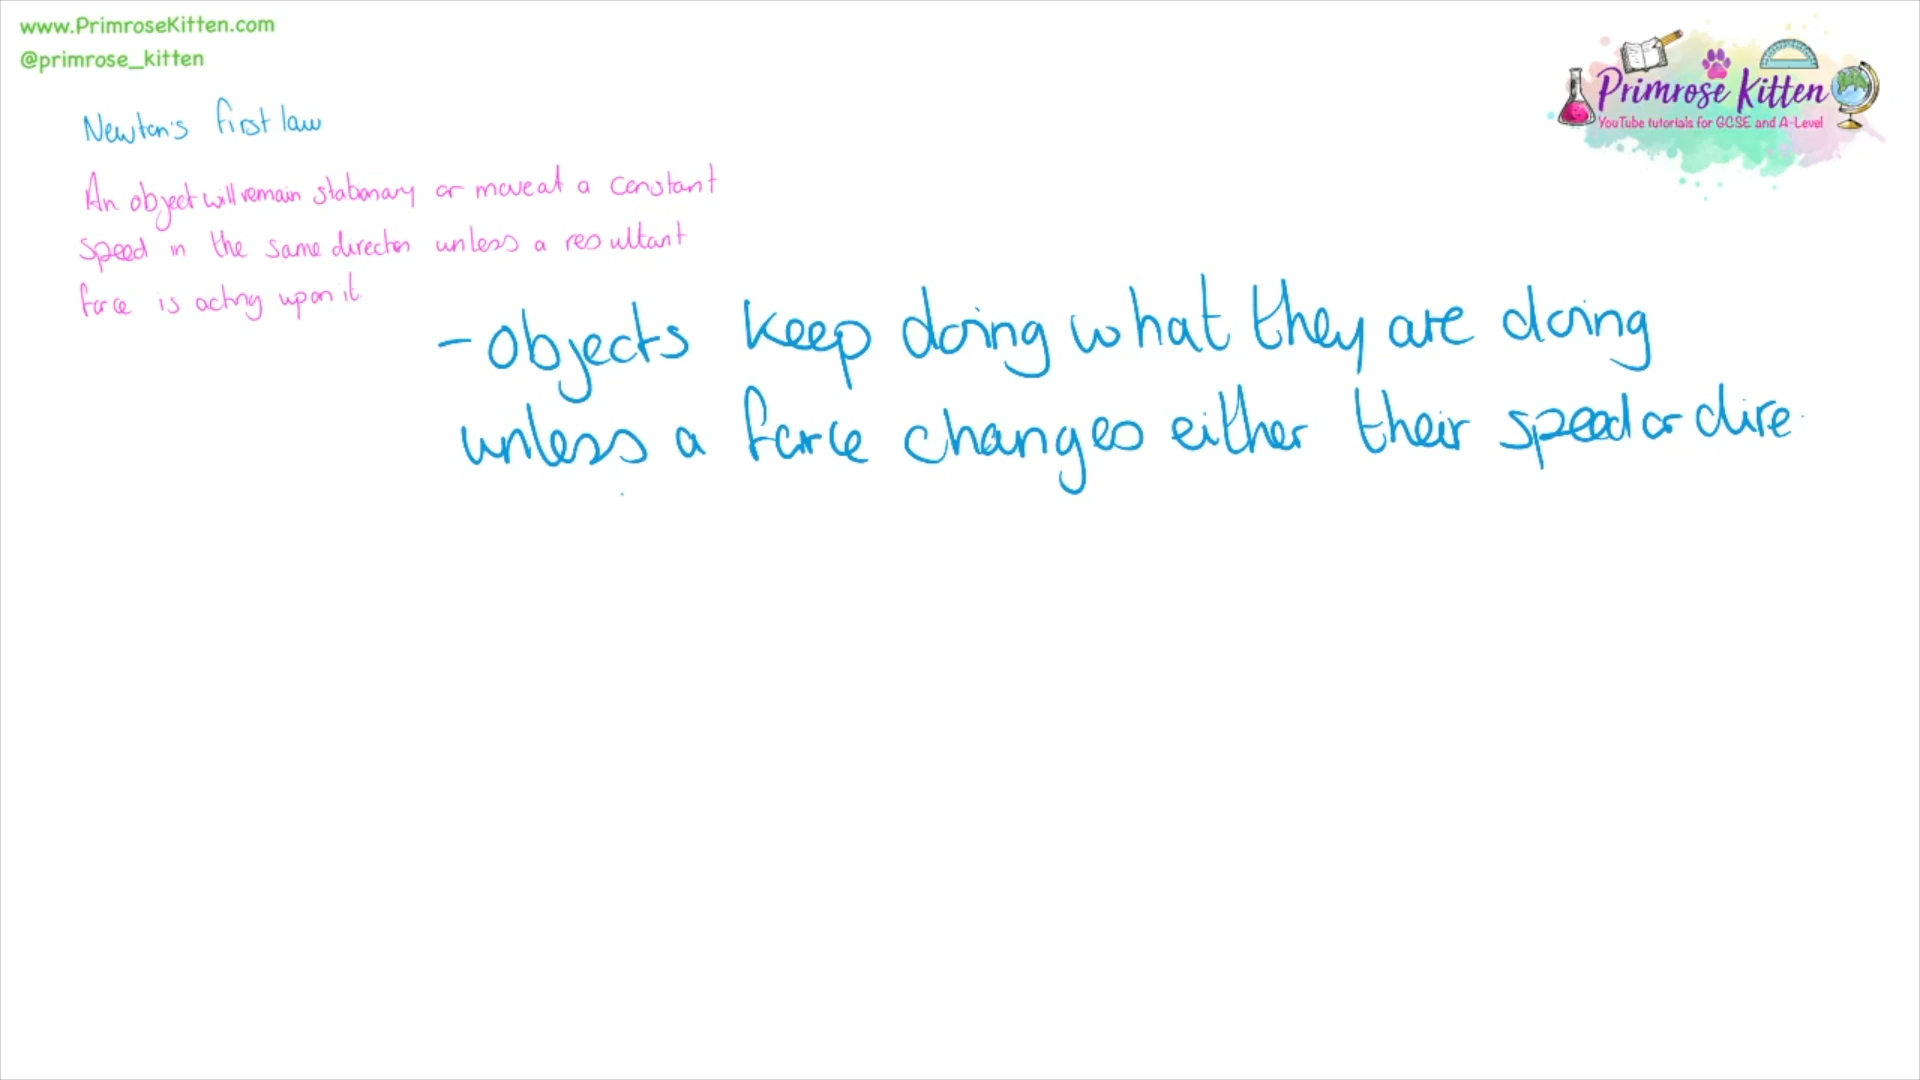 www.PrimroseKitten.com
@primrose_kitten
Primrose Kitten
YouTube tutorials for GCSE and A-Level
Newton's first law
An object will remain stationary or move at a constant
speed in the same direction unless a resultant
force is acting upon it.
- objects keep doing what they are doing
unless a force changes either their speed or dire